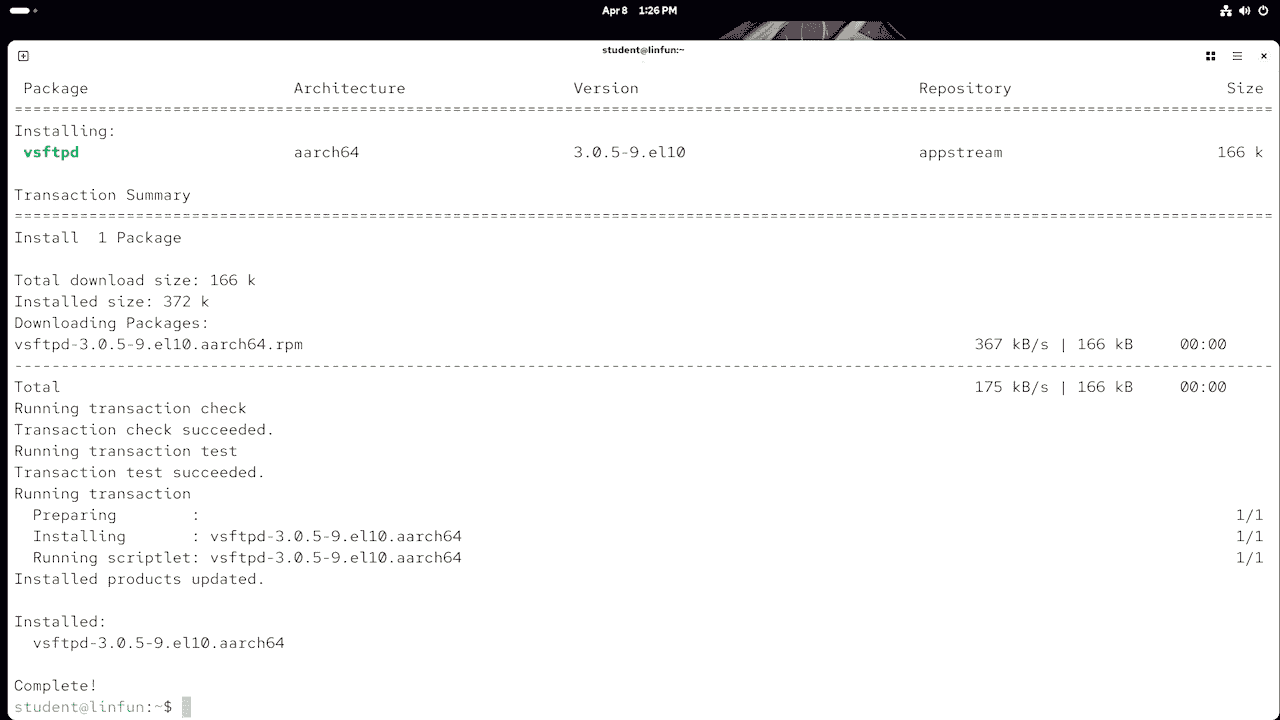 Apr 8 1:26 PM
student@linfun:~
Package Architecture Version Repository Size
================================================================================
Installing:
vsftpd aarch64 3.0.5-9.el10 appstream 166 k
Transaction Summary
================================================================================
Install 1 Package
Total download size: 166 k
Installed size: 372 k
Downloading Packages:
vsftpd-3.0.5-9.el10.aarch64.rpm 367 kB/s | 166 kB 00:00
--------------------------------------------------------------------------------
Total 175 kB/s | 166 kB 00:00
Running transaction check
Transaction check succeeded.
Running transaction test
Transaction test succeeded.
Running transaction
Preparing : 1/1
Installing : vsftpd-3.0.5-9.el10.aarch64 1/1
Running scriptlet: vsftpd-3.0.5-9.el10.aarch64 1/1
Installed products updated.
Installed:
vsftpd-3.0.5-9.el10.aarch64
Complete!
student@linfun:~$